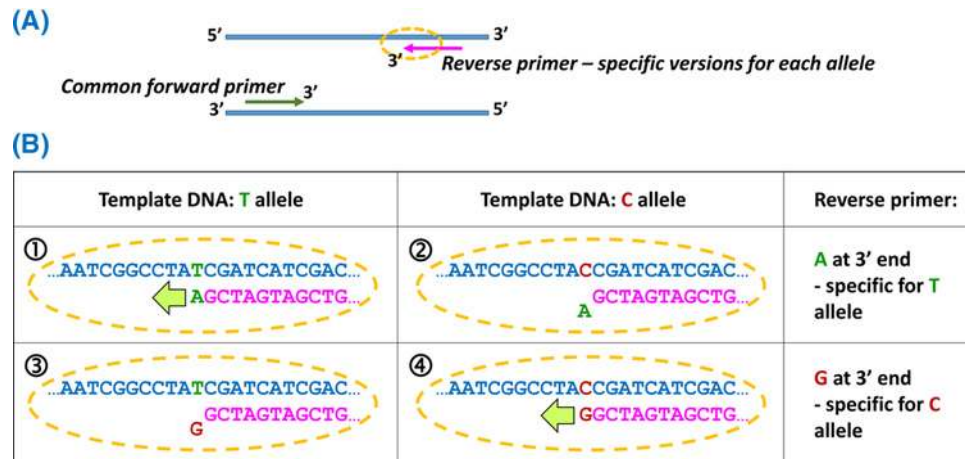 (A)
5’ 3’
3’ Reverse primer – specific versions for each allele
Common forward primer 3’
3’ 5’
(B)
Template DNA: T allele Template DNA: C allele Reverse primer:
① ②
…AATCGGCCTATCGATCATCGAC… …AATCGGCCTACCGATCATCGAC… A at 3’ end
AGCTAGTAGCTG… GCTAGTAGCTG… - specific for T
A allele
③ ④
…AATCGGCCTATCGATCATCGAC… …AATCGGCCTACCGATCATCGAC… G at 3’ end
GCTAGTAGCTG… GGCTAGTAGCTG… - specific for C
G allele